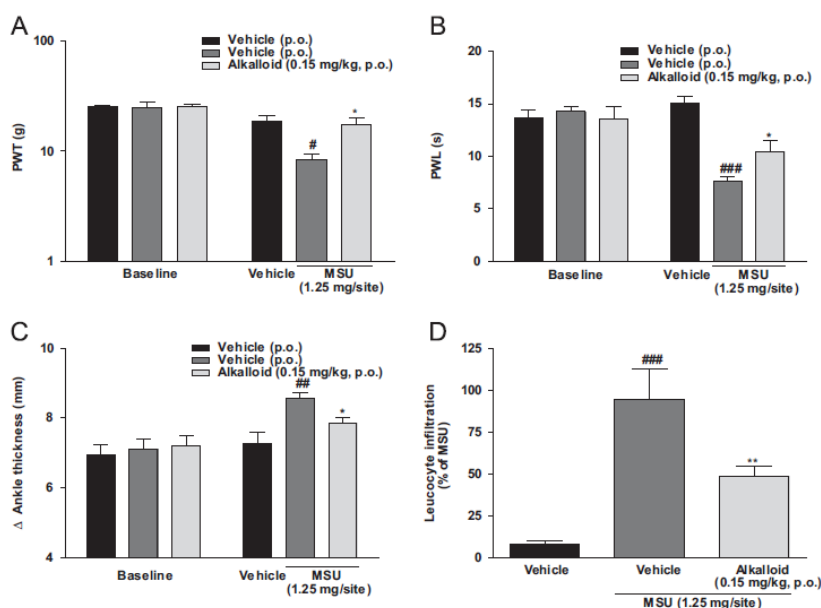 A
100
10
1
PWT (g)
Vehicle (p.o.)
Vehicle (p.o.)
Alkalloid (0.15 mg/kg, p.o.)
#
*
Baseline
Vehicle
MSU
(1.25 mg/site)
B
20
15
10
5
0
PWL (s)
Vehicle (p.o.)
Vehicle (p.o.)
Alkalloid (0.15 mg/kg, p.o.)
###
*
Baseline
Vehicle
MSU
(1.25 mg/site)
C
10
8
6
4
Δ Ankle thickness (mm)
Vehicle (p.o.)
Vehicle (p.o.)
Alkalloid (0.15 mg/kg, p.o.)
##
*
Baseline
Vehicle
MSU
(1.25 mg/site)
D
125
100
75
50
25
0
Leucocyte infiltration
(% of MSU)
###
**
Vehicle
Vehicle
Alkalloid
(0.15 mg/kg, p.o.)
MSU (1.25 mg/site)